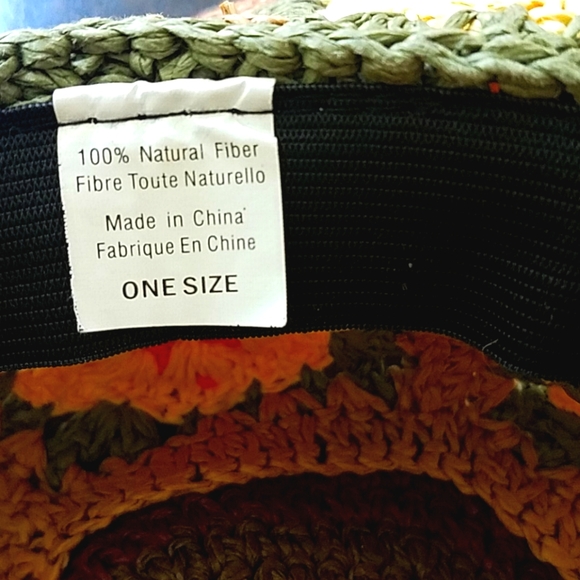 100% Natural Fiber
Fibre Toute Naturello
Made in China
Fabrique En Chine
ONE SIZE